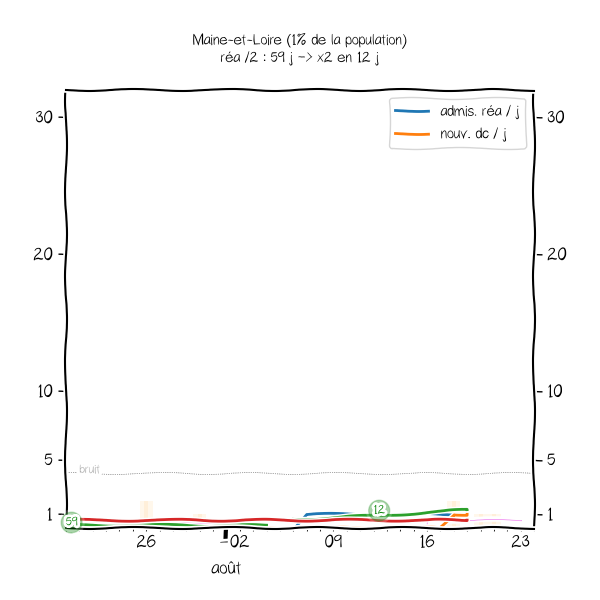 Maine-et-Loire (1% de la population)
réa /2 : 59 j -> x2 en 12 j
admis. réa / j
nouv. dc / j
30
30
20
20
10
10
5
bruit
5
1
59
12
1
26
02
09
16
23
août